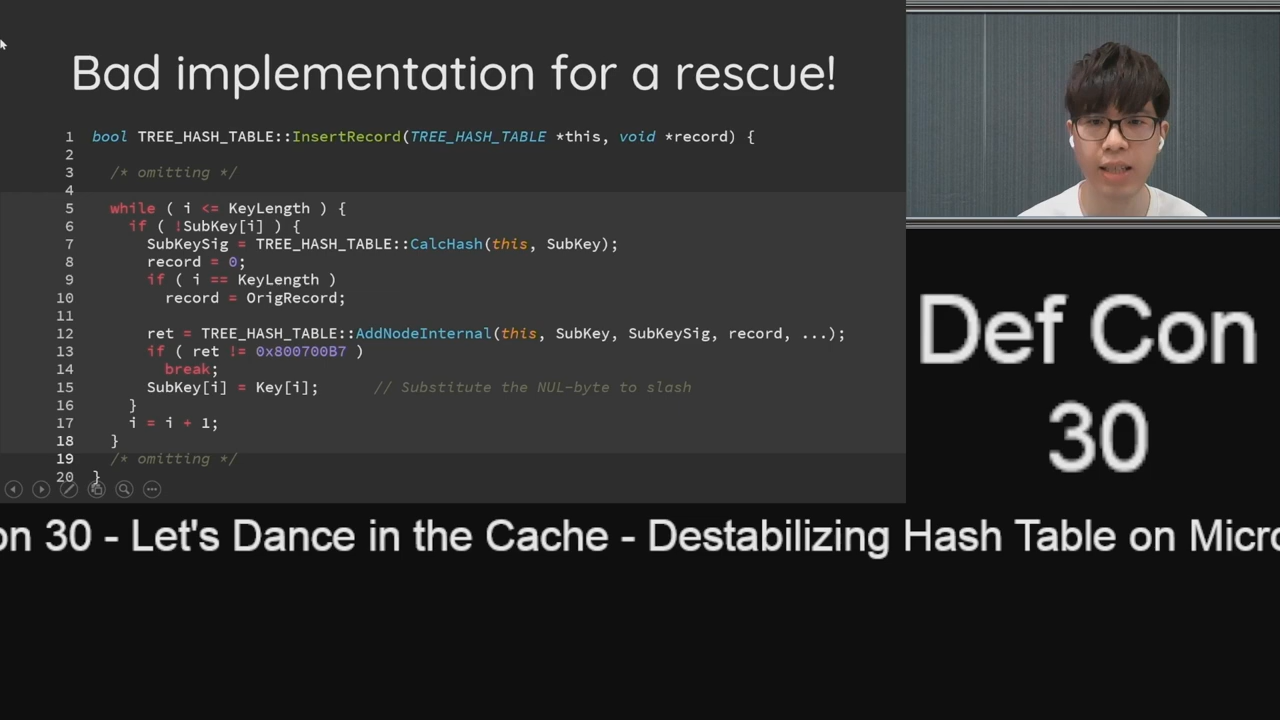 Bad implementation for a rescue!
1 bool TREE_HASH_TABLE::InsertRecord(TREE_HASH_TABLE *this, void *record) {
2
3 /* omitting */
4
5 while ( i <= KeyLength ) {
6 if ( !SubKey[i] ) {
7 SubKeySig = TREE_HASH_TABLE::CalcHash(this, SubKey);
8 record = 0;
9 if ( i == KeyLength )
10 record = OrigRecord;
11
12 ret = TREE_HASH_TABLE::AddNodeInternal(this, SubKey, SubKeySig, record, ...);
13 if ( ret != 0x800700B7 )
14 break;
15 SubKey[i] = Key[i]; // Substitute the NUL-byte to slash
16 }
17 i = i + 1;
18 }
19 /* omitting */
20 }
Def Con
30
on 30 - Let's Dance in the Cache - Destabilizing Hash Table on Micro